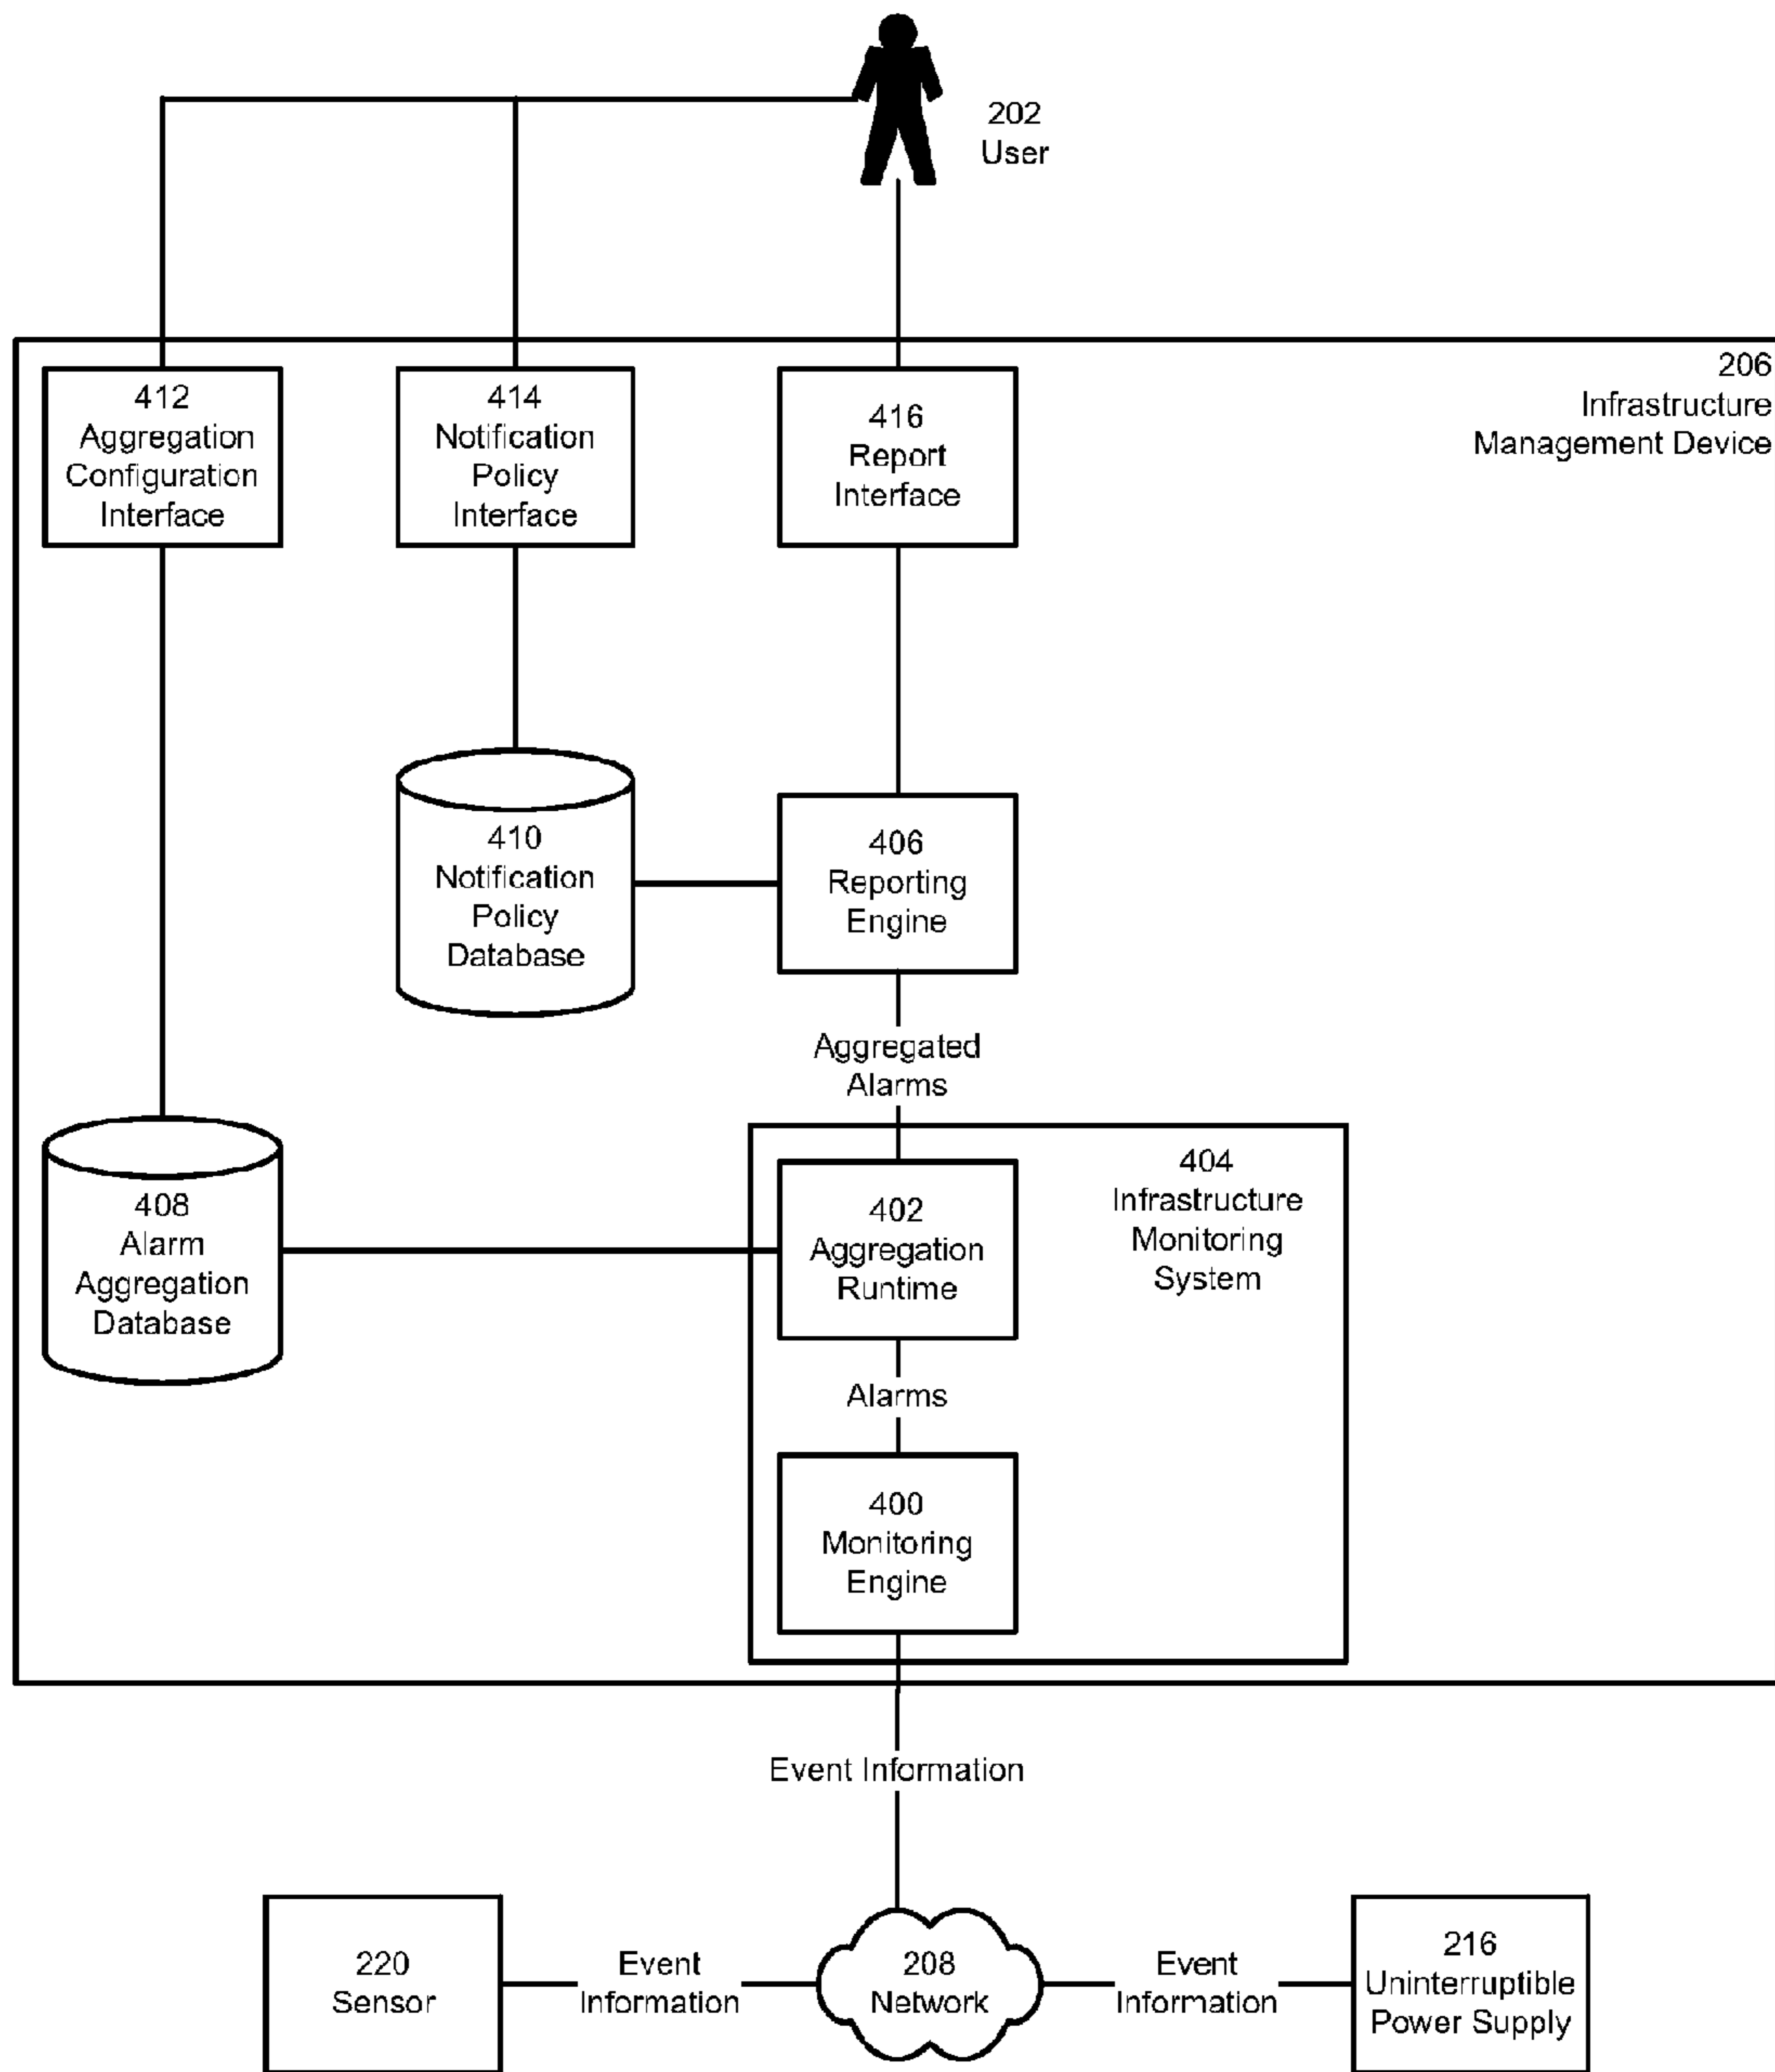 202
User
206
Infrastructure
Management Device
412
Aggregation
Configuration
Interface
414
Notification
Policy
Interface
416
Report
Interface
410
Notification
Policy
Database
406
Reporting
Engine
Aggregated
Alarms
408
Alarm
Aggregation
Database
402
Aggregation
Runtime
404
Infrastructure
Monitoring
System
Alarms
400
Monitoring
Engine
Event Information
220
Sensor
Event
Information
208
Network
Event
Information
216
Uninterruptible
Power Supply